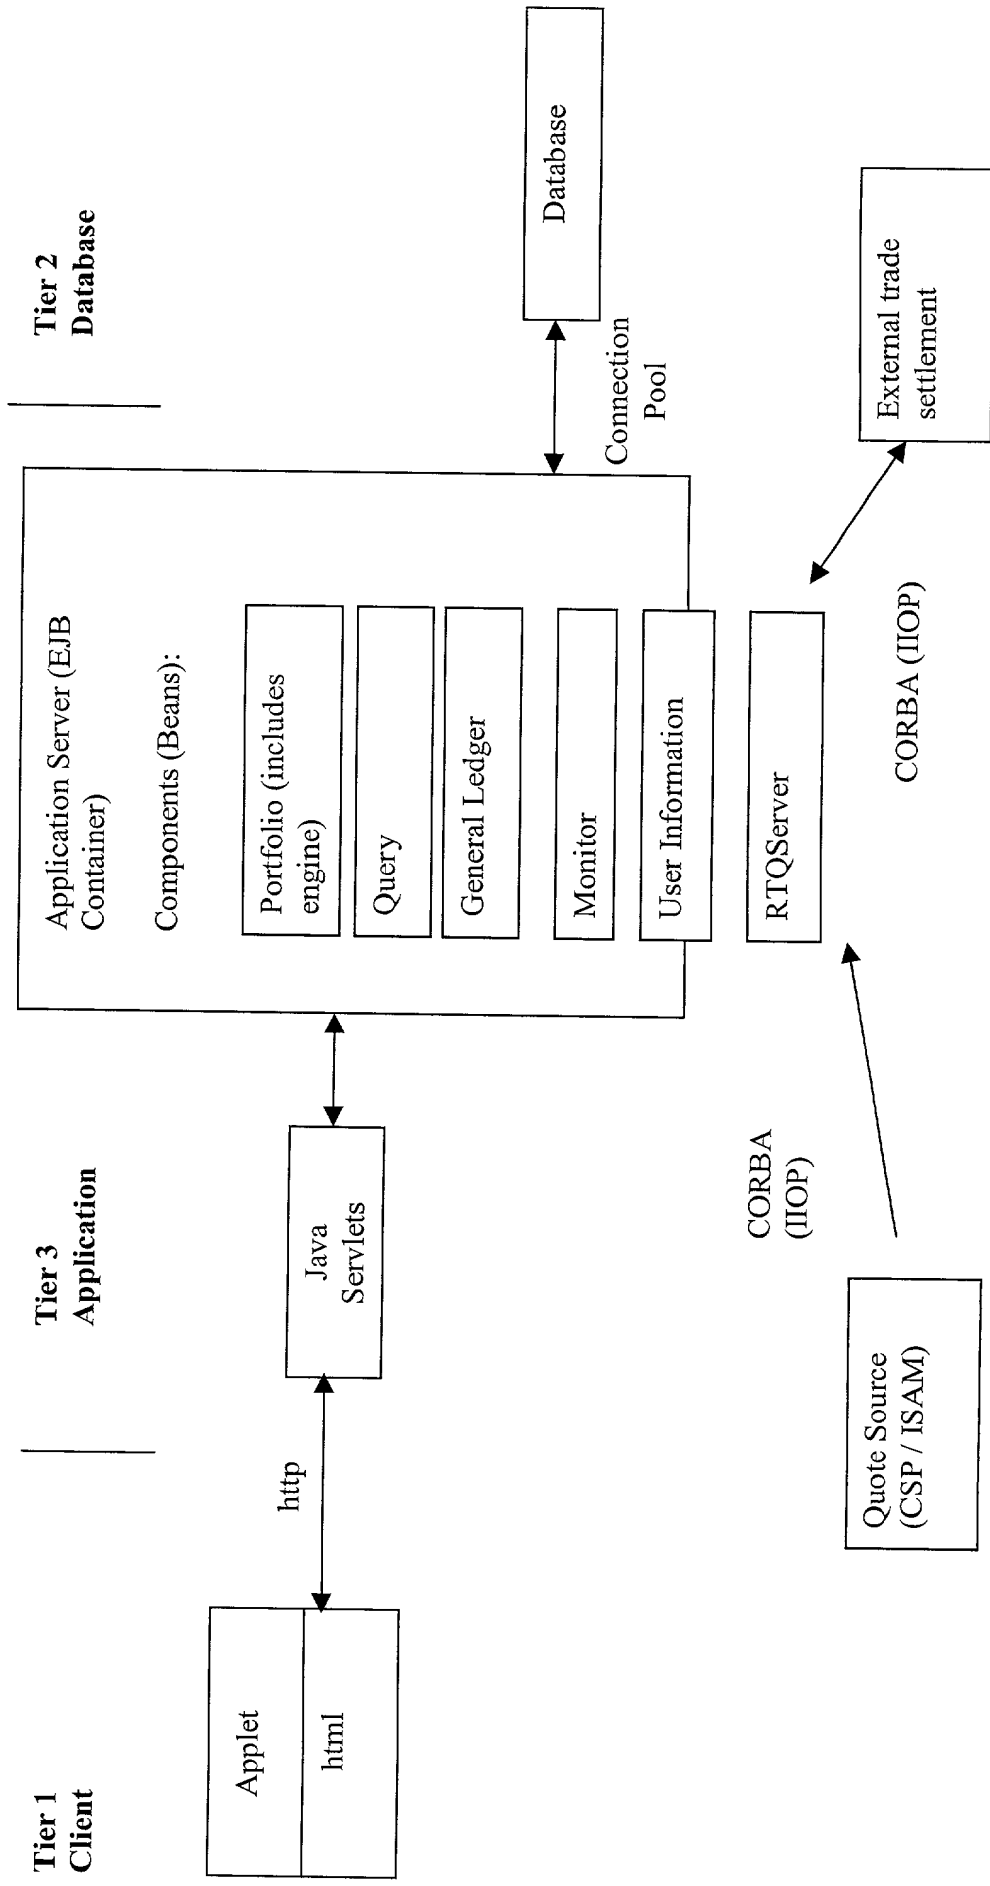 Tier 1
Client
Tier 3
Application
Tier 2
Database
Applet
html
http
Java
Servlets
Application Server (EJB
Container)
Components (Beans):
Portfolio (includes
engine)
Query
General Ledger
Monitor
User Information
RTQServer
Connection
Pool
Database
Quote Source
(CSP / ISAM)
CORBA
(IIOP)
CORBA (IIOP)
External trade
settlement